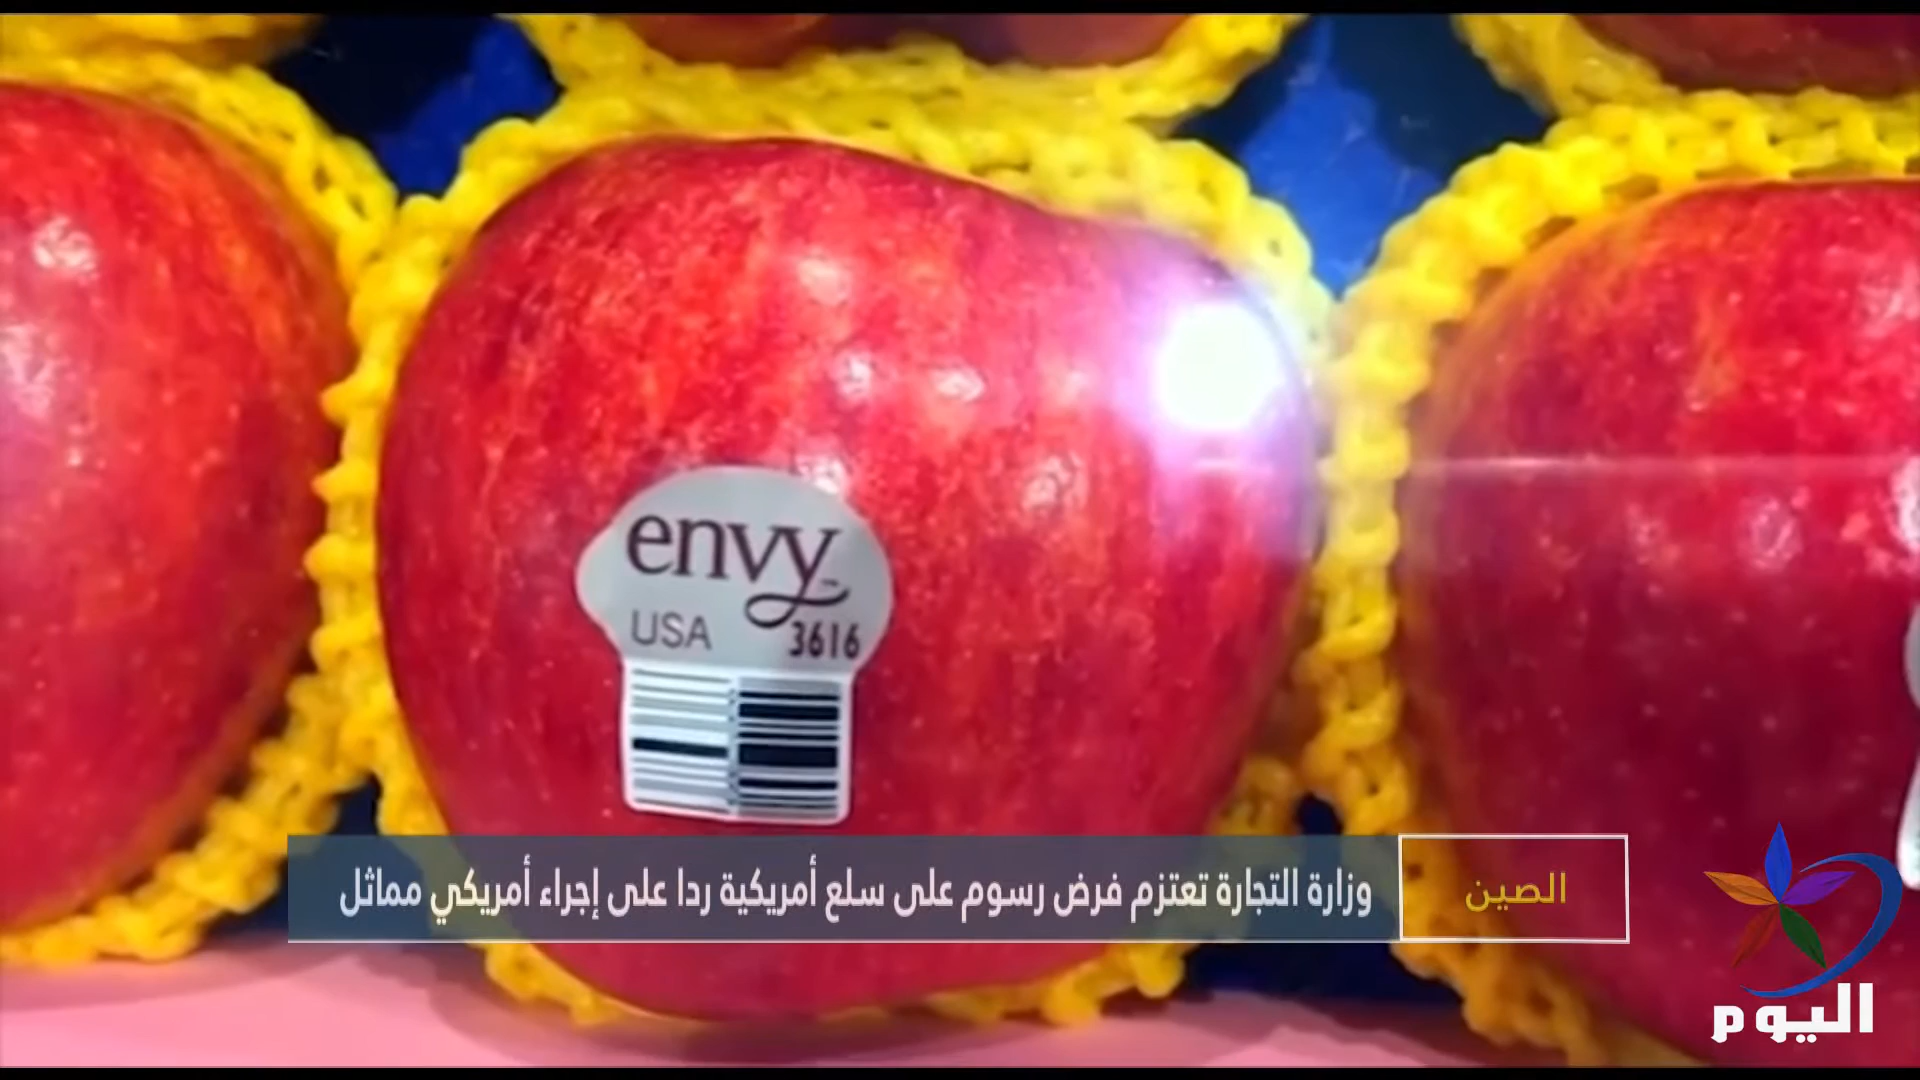 envy
USA
3616
الصين
وزارة التجارة تعتزم فرض رسوم على سلع أمريكية ردا على إجراء أمريكي مماثل
اليوم